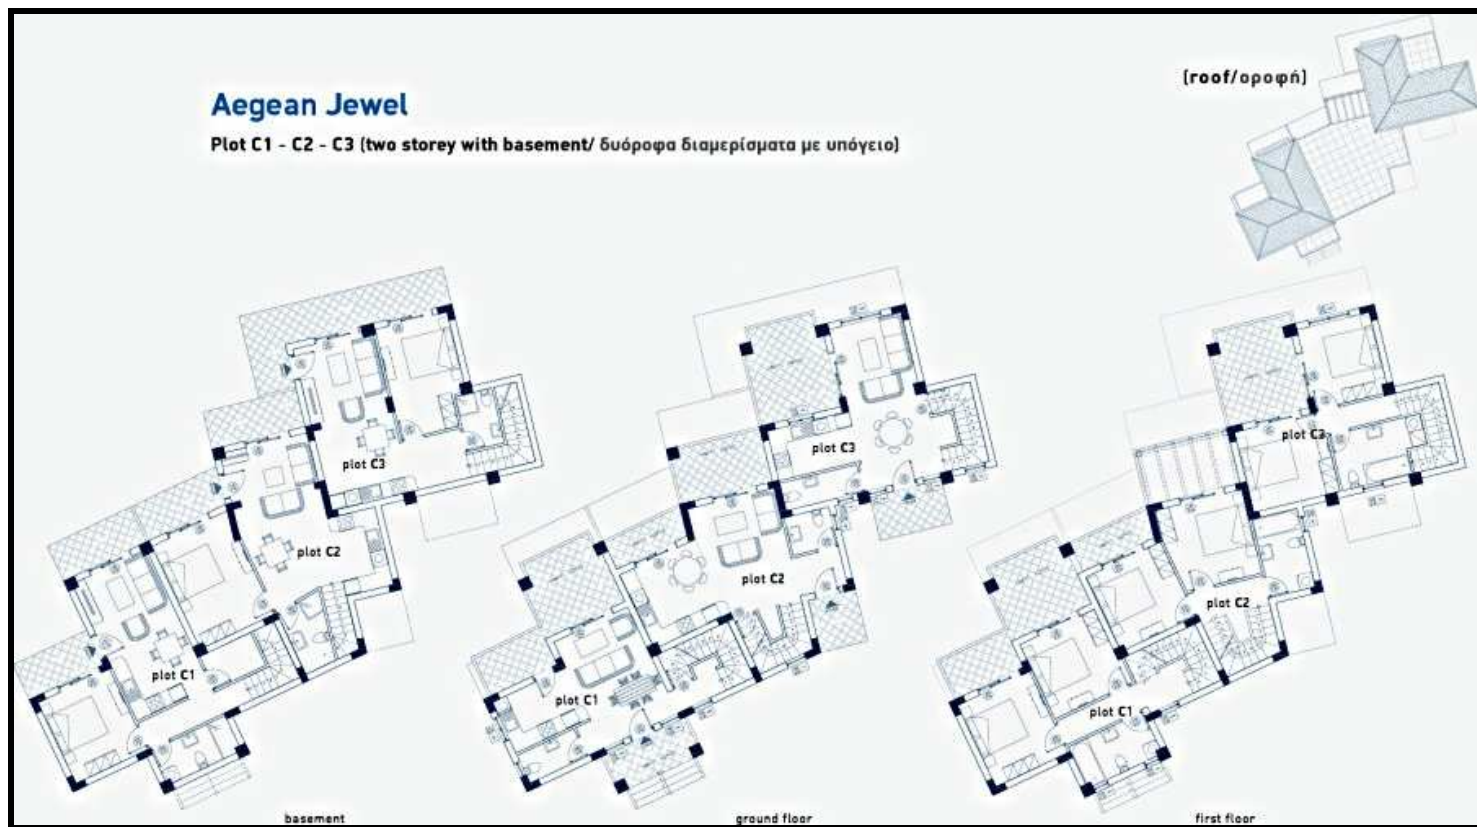 Aegean Jewel
Plot C1 - C2 - C3 (two storey with basement/ δυόροφα διαμερίσματα με υπόγειο)
(roof/οροφή)
plot C3
plot C2
plot C1
basement
plot C3
plot C2
plot C1
ground floor
plot C3
plot C2
plot C1
first floor